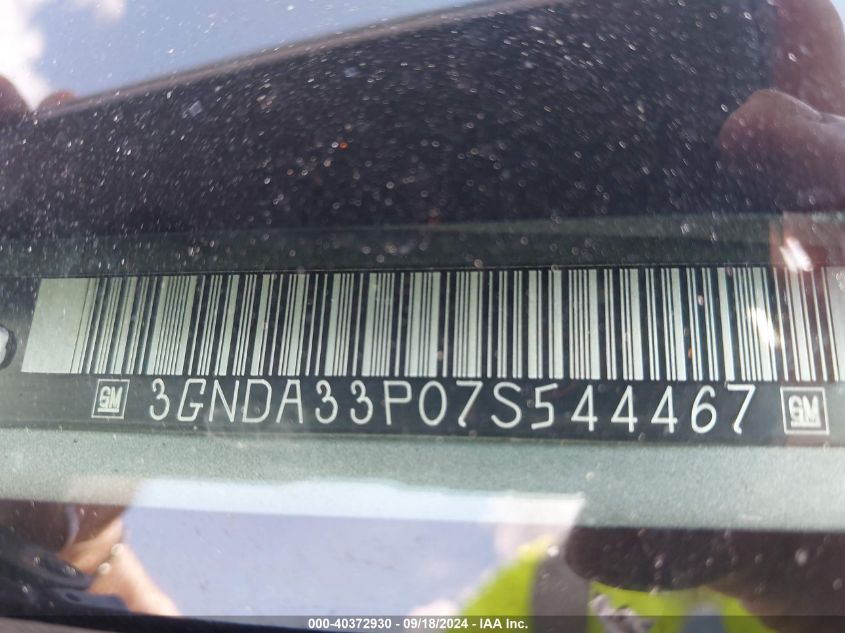 GM 3GNDA33P07S544467 GM
000-40372930 - 09/18/2024 - IAA Inc.